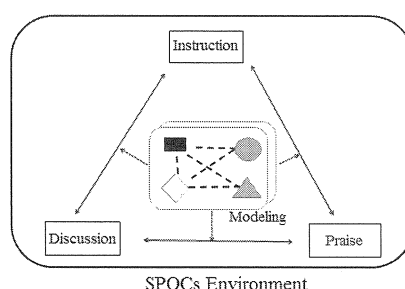 Instruction
Modeling
Discussion
Praise
SPOCs Environment